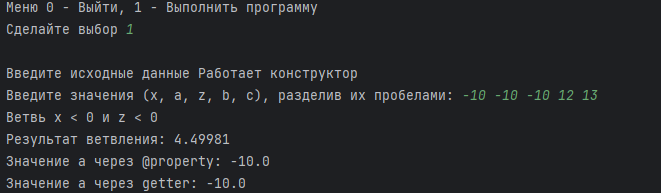 Меню 0 - Выйти, 1 - Выполнить программу
Сделайте выбор 1
Введите исходные данные Работает конструктор
Введите значения (x, a, z, b, c), разделив их пробелами: -10 -10 -10 12 13
Ветвь x < 0 и z < 0
Результат ветвления: 4.49981
Значение a через @property: -10.0
Значение a через getter: -10.0